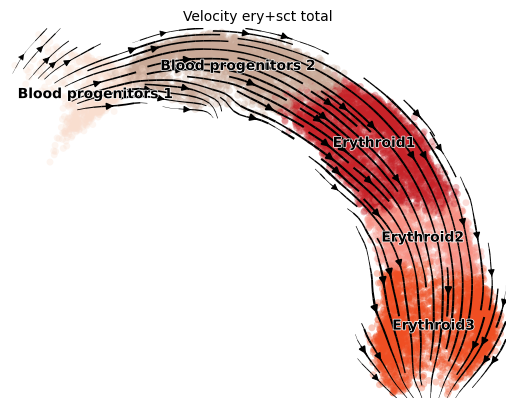 Velocity ery+sct total
Blood progenitors 2
Blood progenitors 1
Erythroid1
Erythroid2
Erythroid3